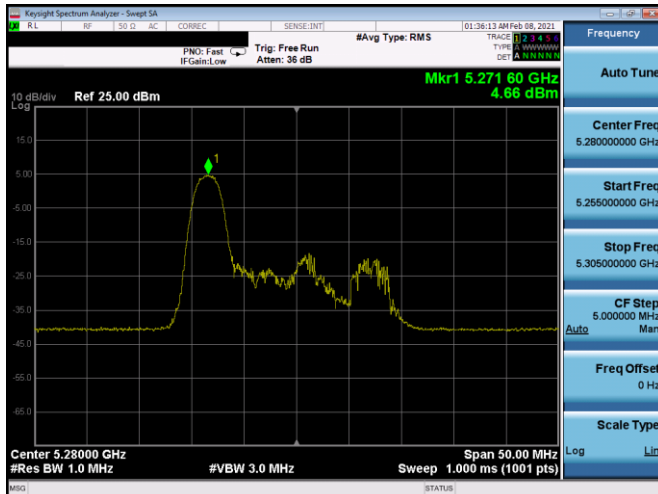 Keysight Spectrum Analyzer - Swept SA
RL RF 50 Ω AC CORREC SENSE:INT 01:36:13 AM Feb 08, 2021
#Avg Type: RMS
TRACE 1 2 3 4 5 6
TYPE A WWWWW
DET A N N N N N
PNO: Fast
IFGain:Low
Trig: Free Run
Atten: 36 dB
Mkr1 5.271 60 GHz
4.66 dBm
10 dB/div Ref 25.00 dBm
Log
15.0
5.00
-5.00
-15.0
-25.0
-35.0
-45.0
-55.0
-65.0
1
Center 5.28000 GHz Span 50.00 MHz
#Res BW 1.0 MHz #VBW 3.0 MHz Sweep 1.000 ms (1001 pts)
MSG STATUS
Frequency
Auto Tune
Center Freq
5.280000000 GHz
Start Freq
5.255000000 GHz
Stop Freq
5.305000000 GHz
CF Step
5.000000 MHz
Auto Man
Freq Offset
0 Hz
Scale Type
Log Lin